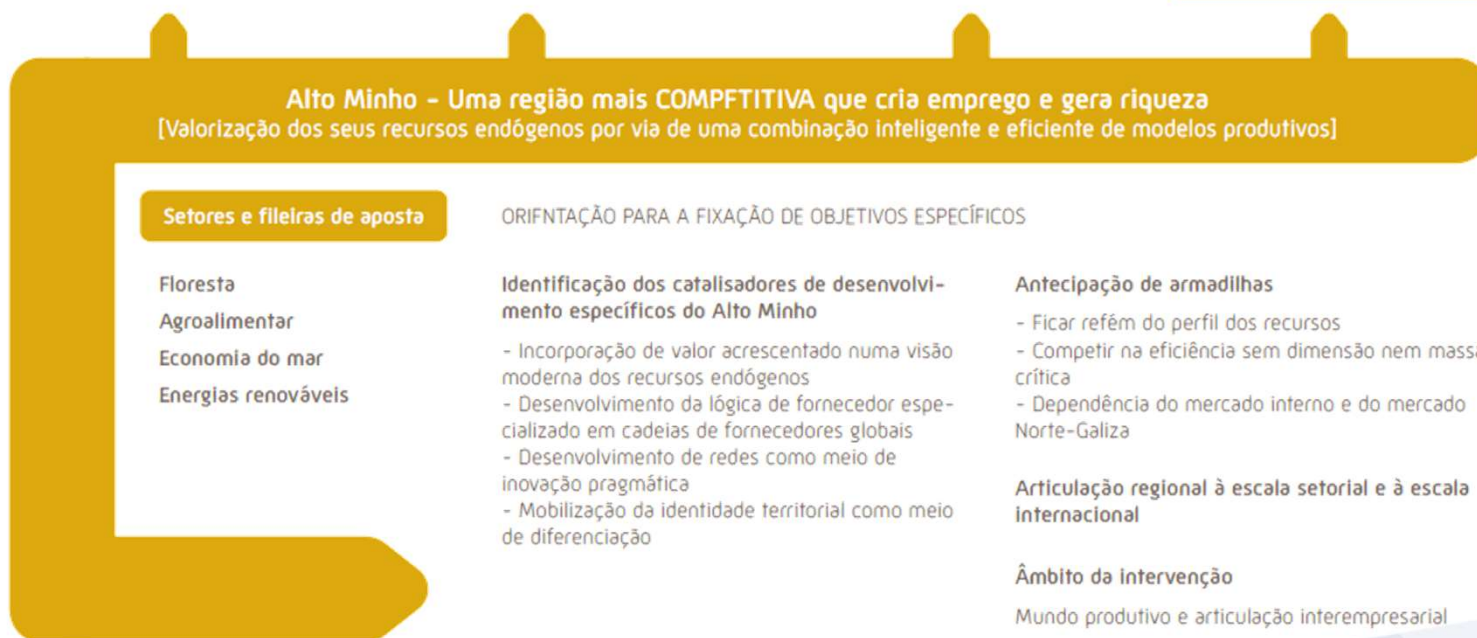 Alto Minho - Uma região mais COMPFTITIVA que cria emprego e gera riqueza
[Valorização dos seus recursos endógenos por via de uma combinação inteligente e eficiente de modelos produtivos]
Setores e fileiras de aposta
ORIFNTAÇÃO PARA A FIXAÇÃO DE OBJETIVOS ESPECÍFICOS
Floresta
Agroalimentar
Economia do mar
Energias renováveis
Identificação dos catalisadores de desenvolvi-
mento específicos do Alto Minho
- Incorporação de valor acrescentado numa visão
moderna dos recursos endógenos
- Desenvolvimento da lógica de fornecedor espe-
cializado em cadeias de fornecedores globais
- Desenvolvimento de redes como meio de
inovação pragmática
- Mobilização da identidade territorial como meio
de diferenciação
Antecipação de armadilhas
- Ficar refém do perfil dos recursos
- Competir na eficiência sem dimensão nem massa
crítica
- Dependência do mercado interno e do mercado
Norte-Galiza
Articulação regional à escala setorial e à escala
internacional
Âmbito da intervenção
Mundo produtivo e articulação interempresarial